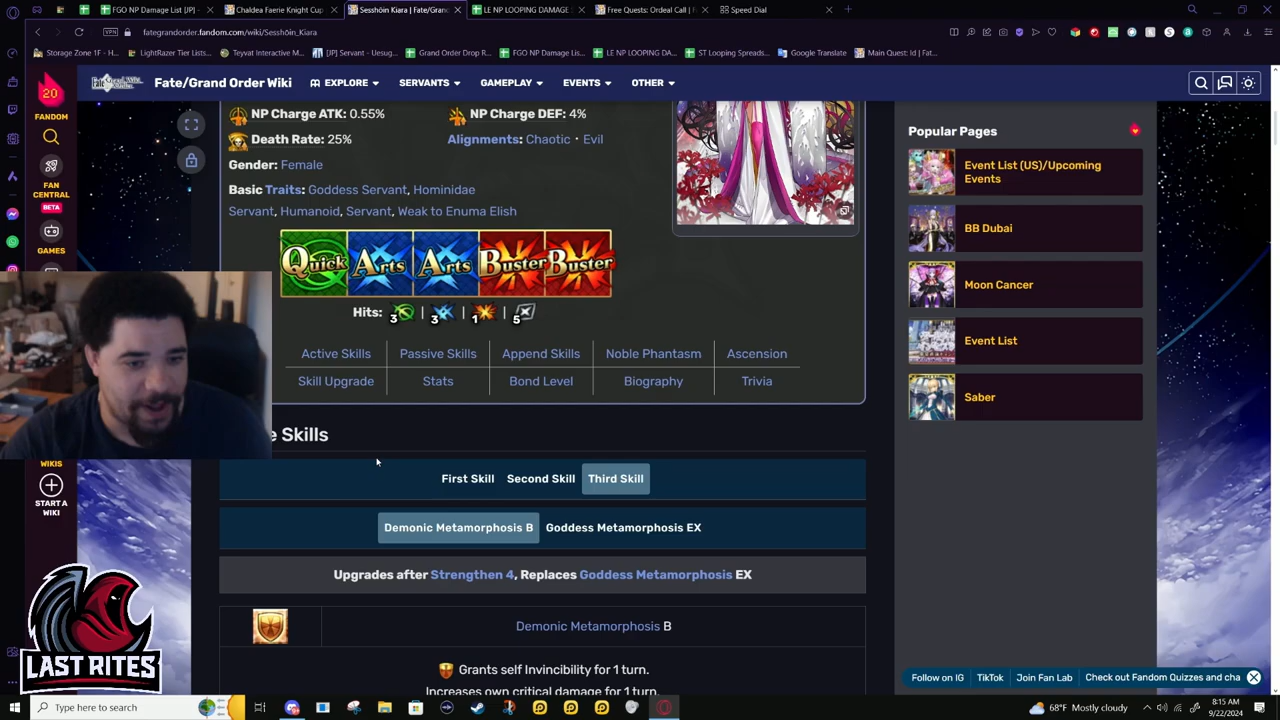 FGO NP Damage List [JP] -
Chaldea Faerie Knight Cup
Sesshōin Kiara | Fate/Gran
LE NP LOOPING DAMAGE
Free Quests: Ordeal Call | F
Speed Dial
VPN
fategrandorder.fandom.com/wiki/Sesshōin_Kiara
Storage Zone 1F - H...
LightRazer Tier Lists...
Teyvat Interactive M...
[JP] Servant - Uesug...
Grand Order Drop R...
FGO NP Damage Lis...
LE NP LOOPING DA...
ST Looping Spreads...
Google Translate
Main Quest: Id | Fat...
20
FANDOM
FAN CENTRAL
BETA
GAMES
WIKIS
START A WIKI
Fate/Grand Order Wiki
EXPLORE
SERVANTS
GAMEPLAY
EVENTS
OTHER
NP Charge ATK: 0.55%
NP Charge DEF: 4%
Death Rate: 25%
Alignments: Chaotic · Evil
Gender: Female
Basic Traits: Goddess Servant, Hominidae
Servant, Humanoid, Servant, Weak to Enuma Elish
Quick Arts Arts Buster Buster
Hits: 3 | 3 | 1 | 5
Active Skills
Passive Skills
Append Skills
Noble Phantasm
Ascension
Skill Upgrade
Stats
Bond Level
Biography
Trivia
e Skills
First Skill
Second Skill
Third Skill
Demonic Metamorphosis B
Goddess Metamorphosis EX
Upgrades after Strengthen 4, Replaces Goddess Metamorphosis EX
Demonic Metamorphosis B
Grants self Invincibility for 1 turn.
Increases own critical damage for 1 turn.
Popular Pages
Event List (US)/Upcoming
Events
BB Dubai
Moon Cancer
Event List
Saber
Follow on IG
TikTok
Join Fan Lab
Check out Fandom Quizzes and cha
LAST RITES
Type here to search
68°F Mostly cloudy
8:15 AM
9/22/2024